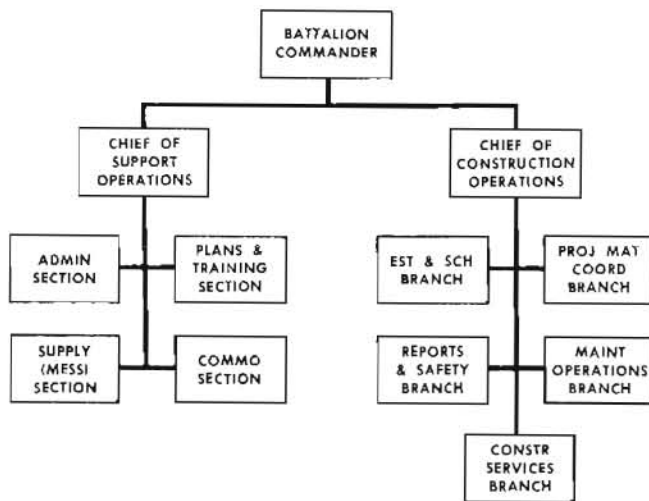 BATTALION
COMMANDER
CHIEF OF
SUPPORT
OPERATIONS
CHIEF OF
CONSTRUCTION
OPERATIONS
ADMIN
SECTION
PLANS &
TRAINING
SECTION
EST & SCH
BRANCH
PROJ MAT
COORD
BRANCH
SUPPLY
(MESS)
SECTION
COMMO
SECTION
REPORTS
& SAFETY
BRANCH
MAINT
OPERATIONS
BRANCH
CONSTR
SERVICES
BRANCH